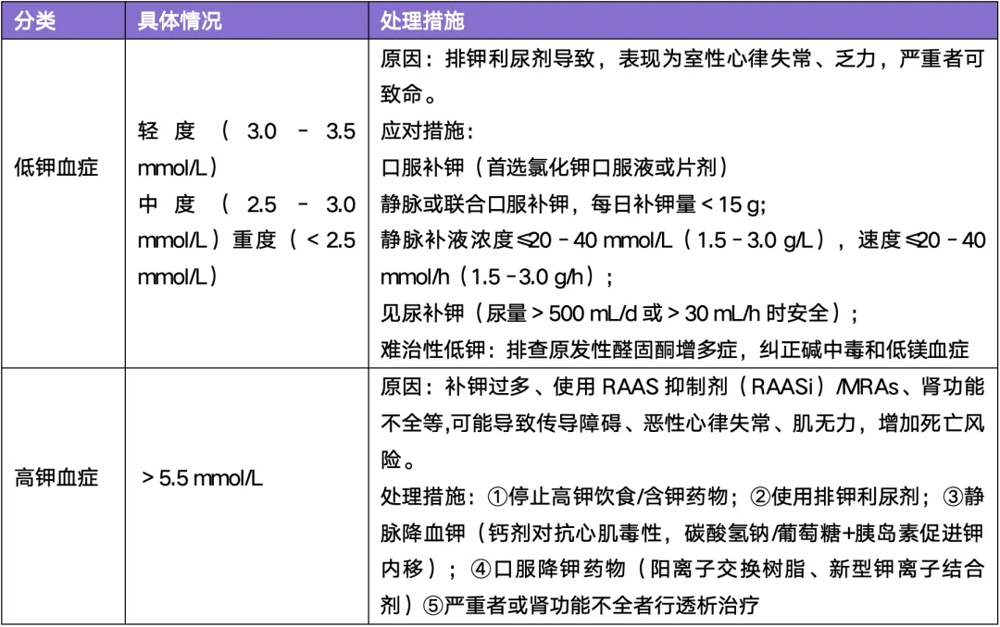 分类 具体情况 处理措施
低钾血症
轻度（3.0 – 3.5
mmol/L）
中度（2.5 – 3.0
mmol/L）重度（＜2.5
mmol/L）
原因：排钾利尿剂导致，表现为室性心律失常、乏力，严重者可
致命。
应对措施：
口服补钾（首选氯化钾口服液或片剂）
静脉或联合口服补钾，每日补钾量＜15 g；
静脉补液浓度≤20–40 mmol/L（1.5–3.0 g/L），速度≤20–40
mmol/h（1.5–3.0 g/h）；
见尿补钾（尿量＞500 mL/d 或＞30 mL/h 时安全）；
难治性低钾：排查原发性醛固酮增多症，纠正碱中毒和低镁血症
高钾血症
＞5.5 mmol/L
原因：补钾过多、使用 RAAS 抑制剂（RAASi）/MRAs、肾功能
不全等,可能导致传导障碍、恶性心律失常、肌无力，增加死亡风
险。
处理措施：①停止高钾饮食/含钾药物；②使用排钾利尿剂；③静
脉降血钾（钙剂对抗心肌毒性，碳酸氢钠/葡萄糖+胰岛素促进钾
内移）；④口服降钾药物（阳离子交换树脂、新型钾离子结合
剂）⑤严重者或肾功能不全者行透析治疗